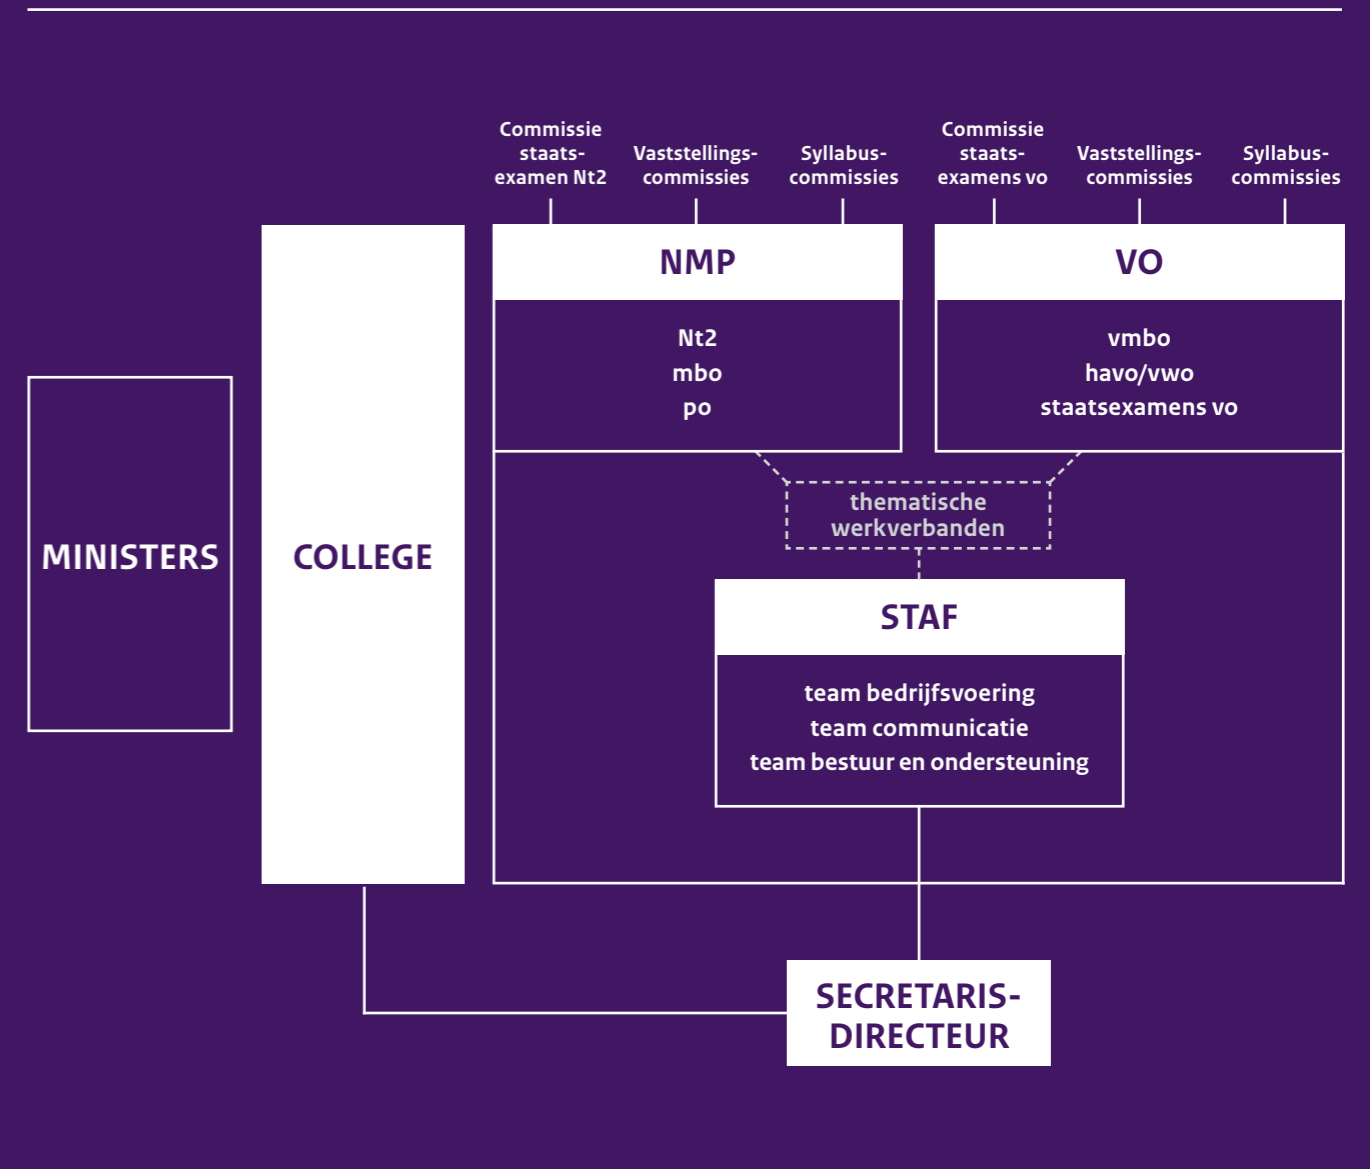 Commissie
staats-
examen Nt2
Vaststellings-
commissies
Syllabus-
commissies
Commissie
staats-
examens vo
Vaststellings-
commissies
Syllabus-
commissies
NMP
Nt2
mbo
po
VO
vmbo
havo/vwo
staatsexamens vo
MINISTERS
COLLEGE
thematische
werkverbanden
STAF
team bedrijfsvoering
team communicatie
team bestuur en ondersteuning
SECRETARIS-
DIRECTEUR